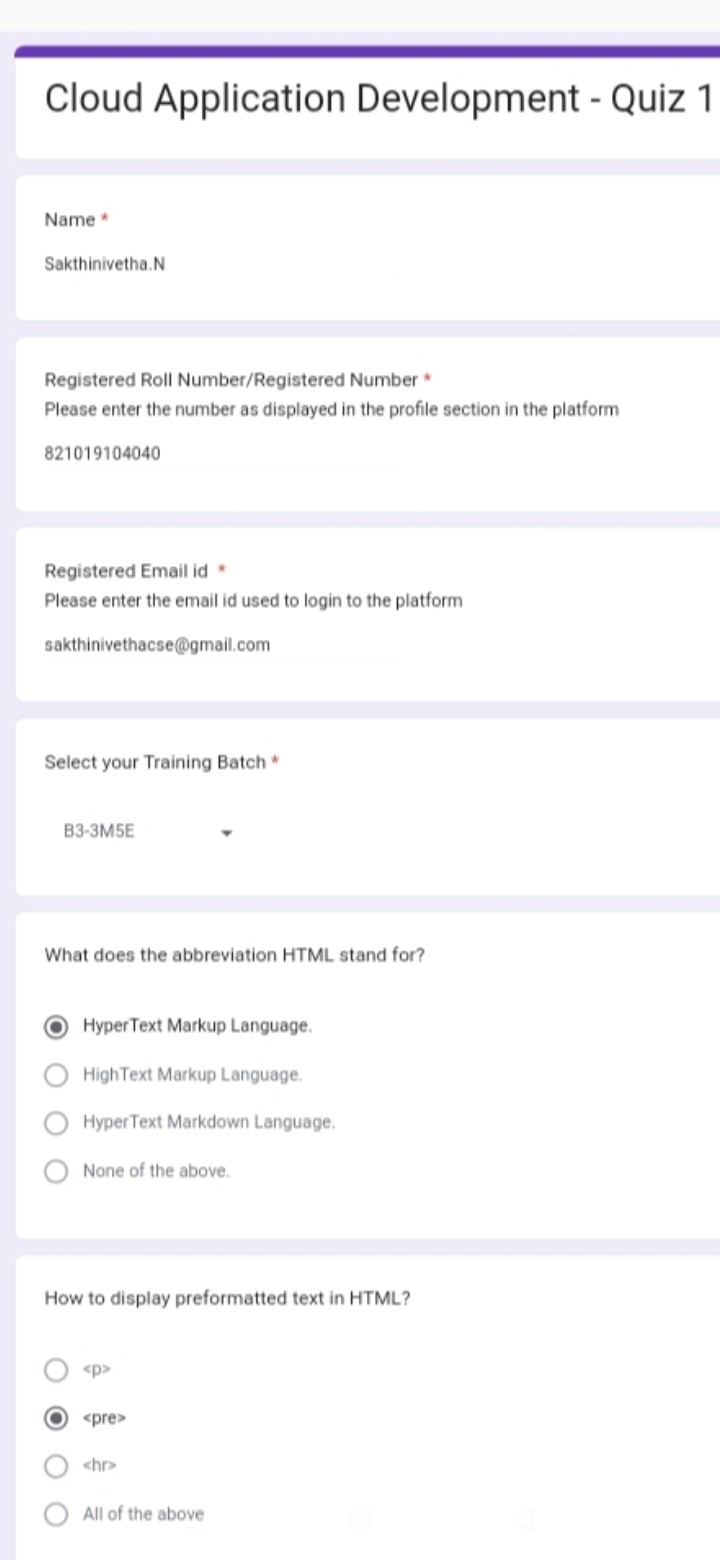 Cloud Application Development - Quiz 1
Name *
Sakthinivetha.N
Registered Roll Number/Registered Number *
Please enter the number as displayed in the profile section in the platform
821019104040
Registered Email id *
Please enter the email id used to login to the platform
sakthinivethacse@gmail.com
Select your Training Batch *
B3-3M5E
What does the abbreviation HTML stand for?
HyperText Markup Language.
HighText Markup Language.
HyperText Markdown Language.
None of the above.
How to display preformatted text in HTML?
<p>
<pre>
<hr>
All of the above